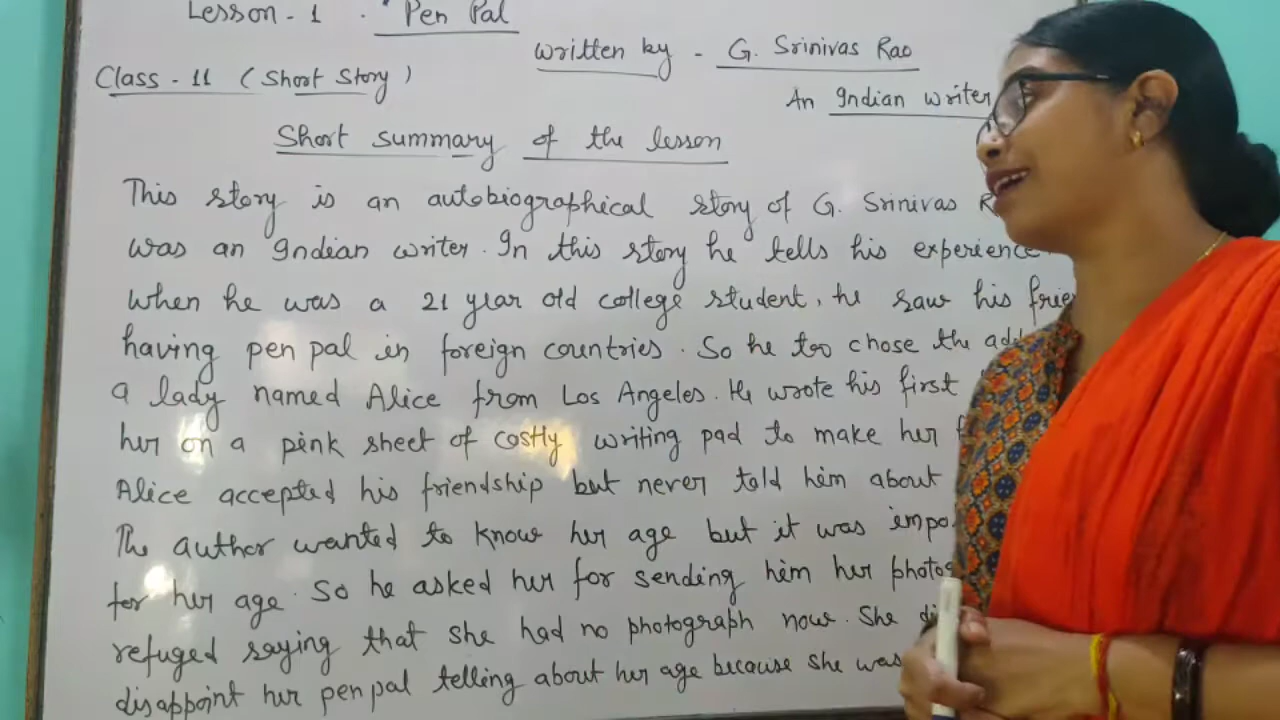 Lesson - 1 . Pen Pal
written by - G. Srinivas Rao
Class - 11 (Short Story)
An Indian writer
Short summary of the lesson
This story is an autobiographical story of G. Srinivas R
was an Indian writer. In this story he tells his experience
when he was a 21 year old college student. he saw his frie
having pen pal in foreign countries. So he too chose the add
a lady named Alice from Los Angeles. He wrote his first
her on a pink sheet of costly writing pad to make her f
Alice accepted his friendship but never told him about
The author wanted to know her age but it was impo
for her age. So he asked her for sending him her photog
refuged saying that she had no photograph now. She di
disappoint her pen pal telling about her age because she was